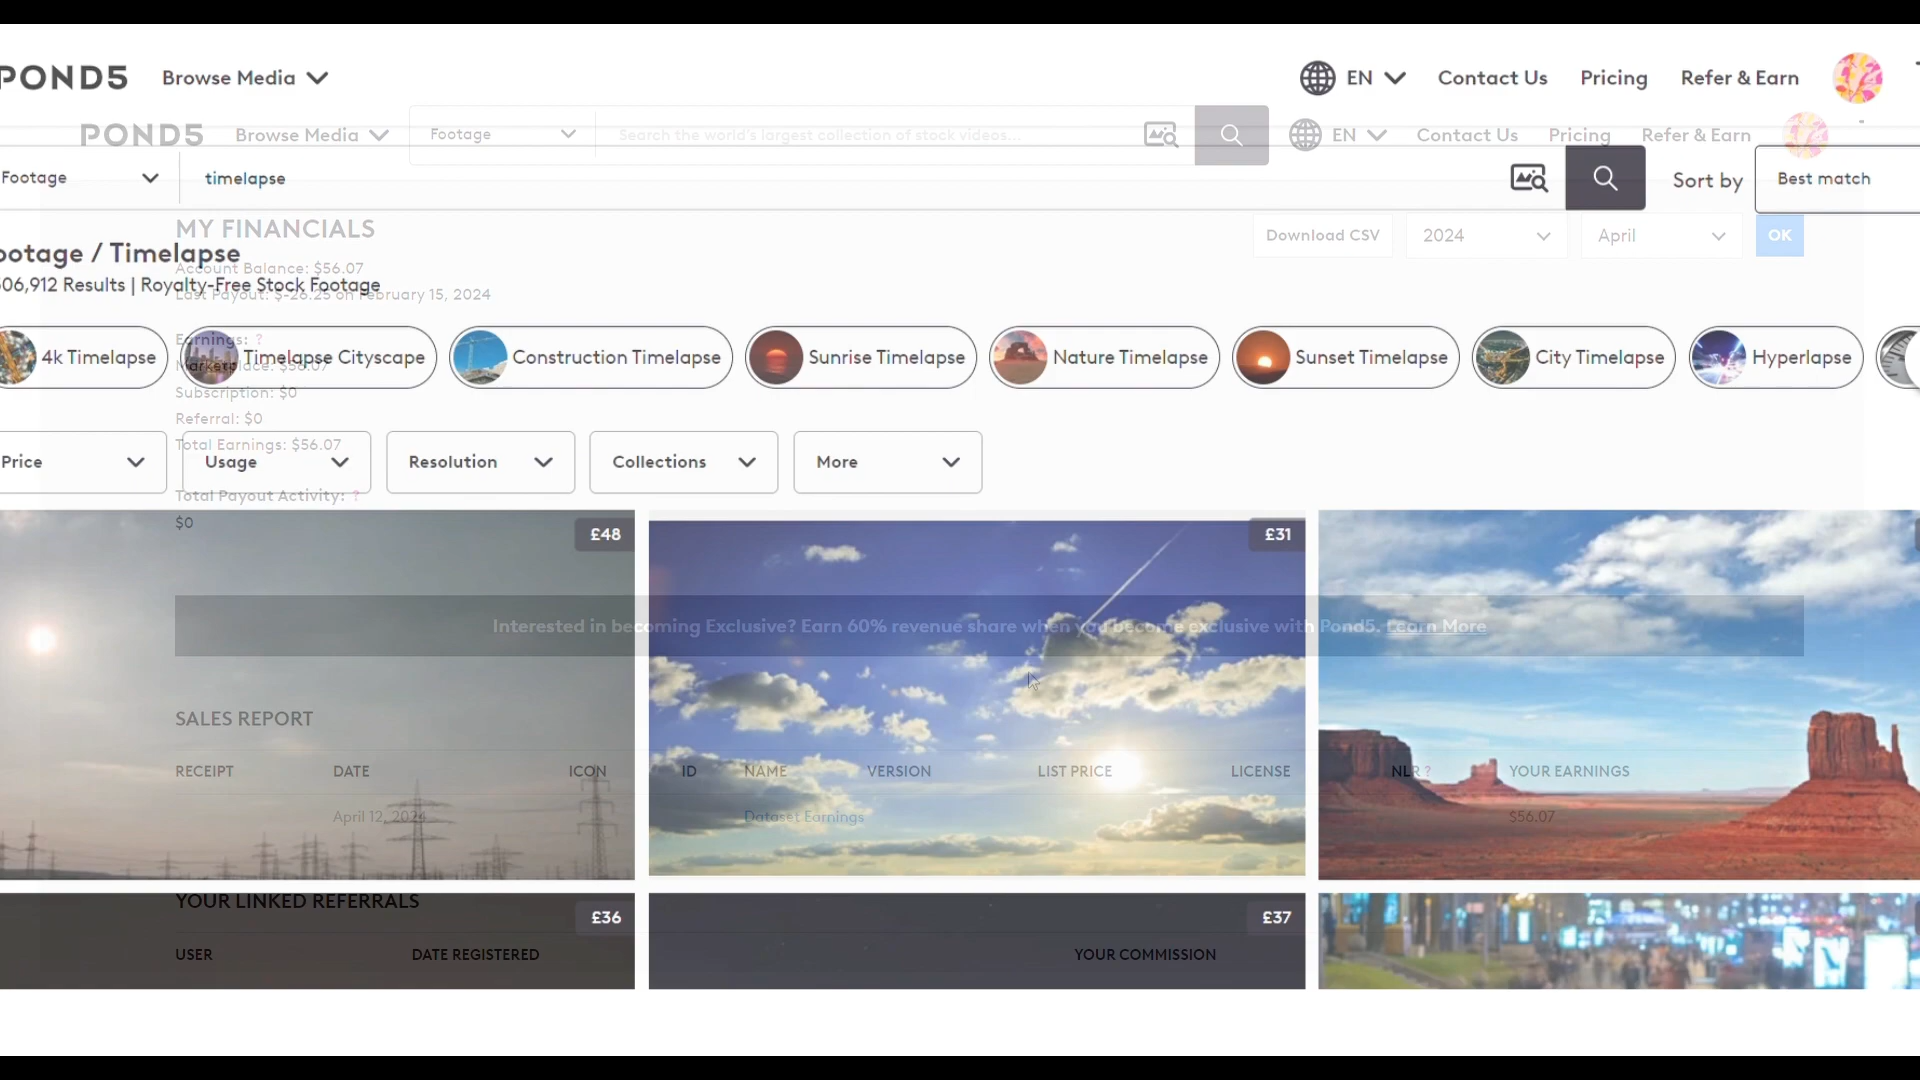 POND5 Browse Media EN Contact Us Pricing Refer & Earn
POND5 Browse Media Footage Search the world's largest collection of stock videos... EN Contact Us Pricing Refer & Earn
Footage timelapse Sort by Best match
MY FINANCIALS Download CSV 2024 April OK
ootage / Timelapse
Account Balance: $56.07
06,912 Results | Royalty-Free Stock Footage
Last Payout: $-26.25 on February 15, 2024
Earnings: ?
4k Timelapse Timelapse Cityscape Construction Timelapse Sunrise Timelapse Nature Timelapse Sunset Timelapse City Timelapse Hyperlapse
Marketplace: $56.07
Subscription: $0
Referral: $0
Total Earnings: $56.07
Price Usage Resolution Collections More
Total Payout Activity: ?
$0
£48 £31
Interested in becoming Exclusive? Earn 60% revenue share when you become exclusive with Pond5. Learn More
SALES REPORT
RECEIPT DATE ICON ID NAME VERSION LIST PRICE LICENSE NLR ? YOUR EARNINGS
April 12, 2024 Dataset Earnings $56.07
YOUR LINKED REFERRALS
£36 £37
USER DATE REGISTERED YOUR COMMISSION